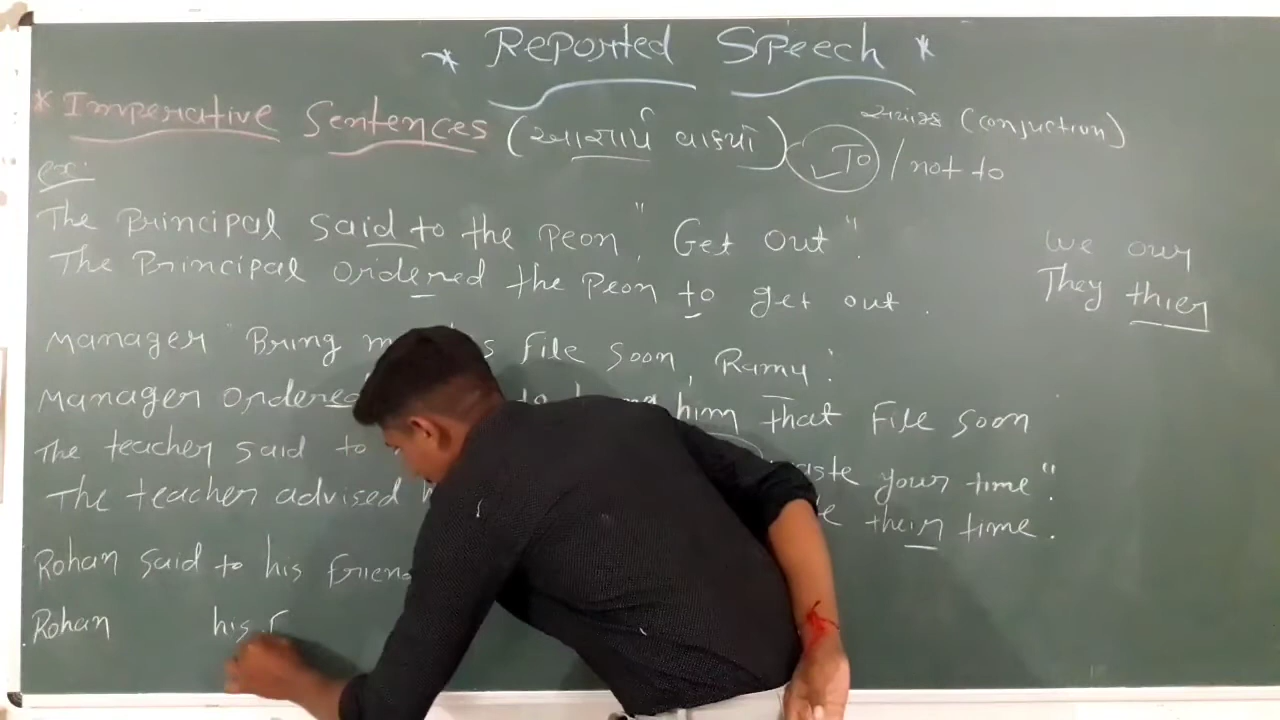 * Reported Speech *
* Imperative Sentences (આજ્ઞાર્થ વાક્યો) ✓ To / not to
સંયોજક (conjuction)
ex:
The Principal said to the Peon, "Get Out".
The Principal ordered the Peon to get out.
We our
They thier
Manager "Bring file soon, Ramu".
Manager ordered to him that file soon
The teacher said to your time".
The teacher advised their time.
Rohan said to his
Rohan his